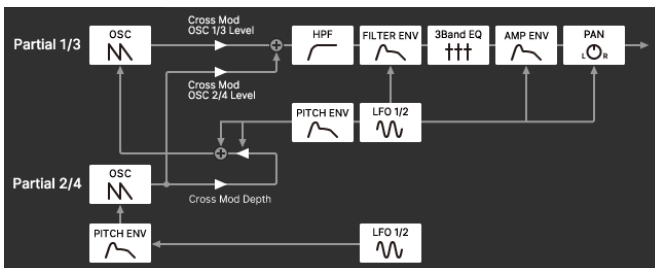 Cross Mod
OSC 1/3 Level
Partial 1/3
OSC
HPF
FILTER ENV
3Band EQ
AMP ENV
PAN
L
R
Cross Mod
OSC 2/4 Level
PITCH ENV
LFO 1/2
Partial 2/4
OSC
Cross Mod Depth
PITCH ENV
LFO 1/2